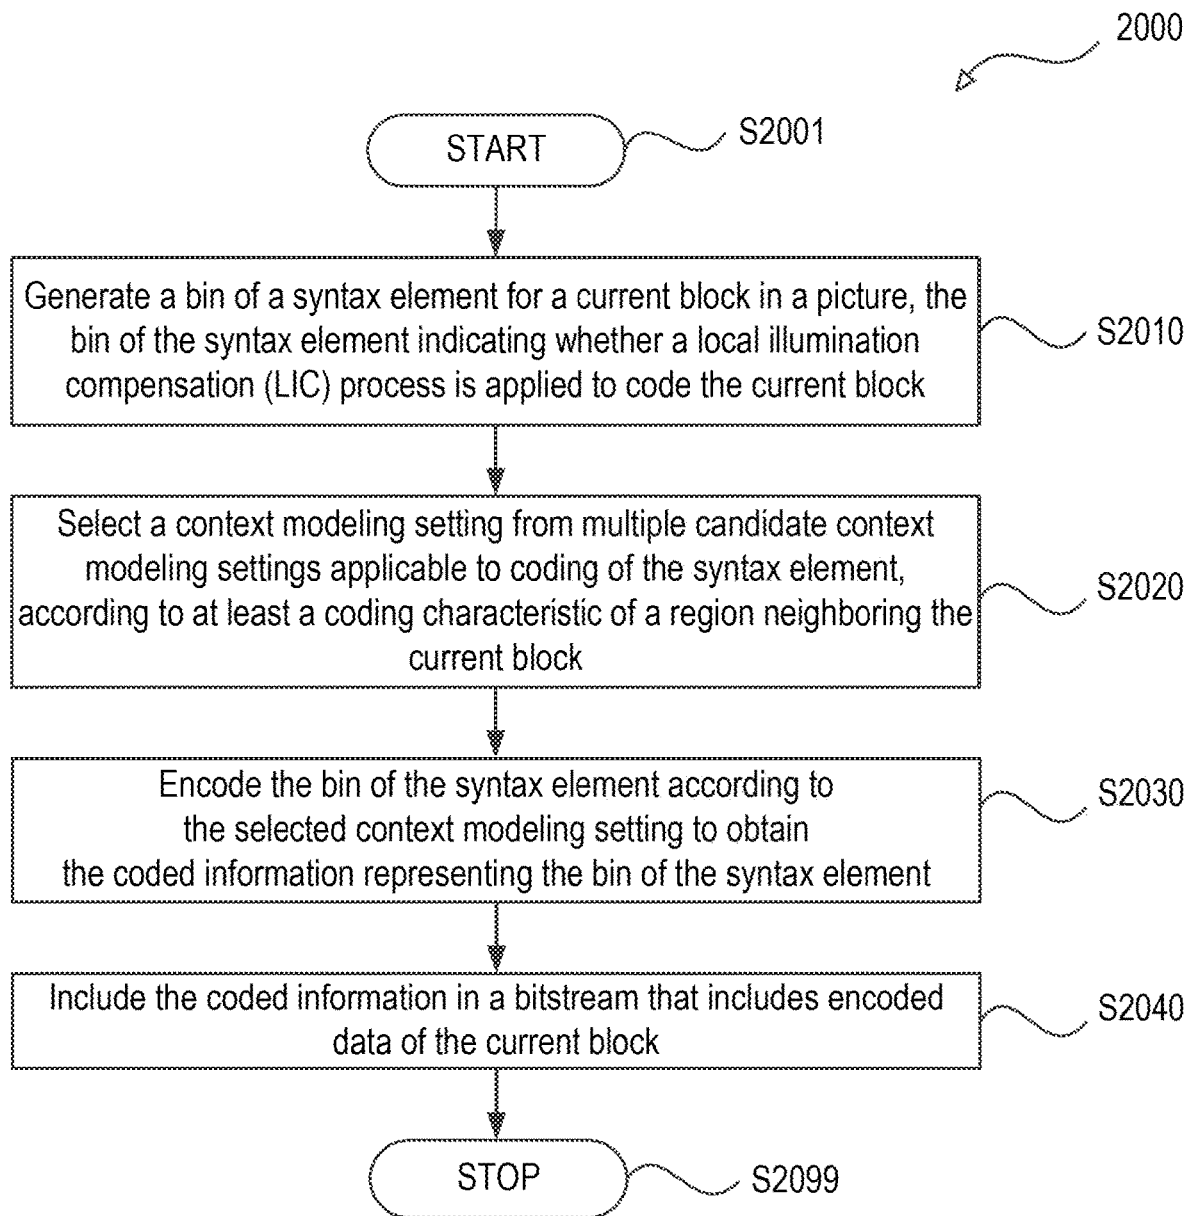 2000
START
S2001
Generate a bin of a syntax element for a current block in a picture, the
bin of the syntax element indicating whether a local illumination
compensation (LIC) process is applied to code the current block
S2010
Select a context modeling setting from multiple candidate context
modeling settings applicable to coding of the syntax element,
according to at least a coding characteristic of a region neighboring the
current block
S2020
Encode the bin of the syntax element according to
the selected context modeling setting to obtain
the coded information representing the bin of the syntax element
S2030
Include the coded information in a bitstream that includes encoded
data of the current block
S2040
STOP
S2099